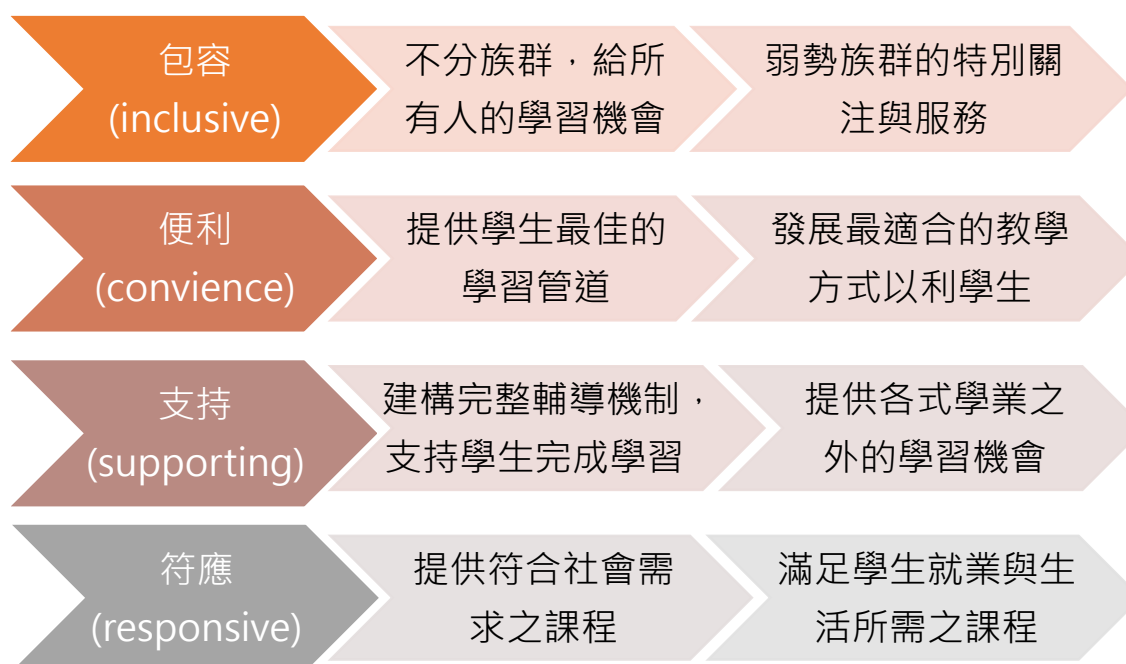 包容
(inclusive)
不分族群，給所
有人的學習機會
弱勢族群的特別關
注與服務
便利
(convience)
提供學生最佳的
學習管道
發展最適合的教學
方式以利學生
支持
(supporting)
建構完整輔導機制，
支持學生完成學習
提供各式學業之
外的學習機會
符應
(responsive)
提供符合社會需
求之課程
滿足學生就業與生
活所需之課程